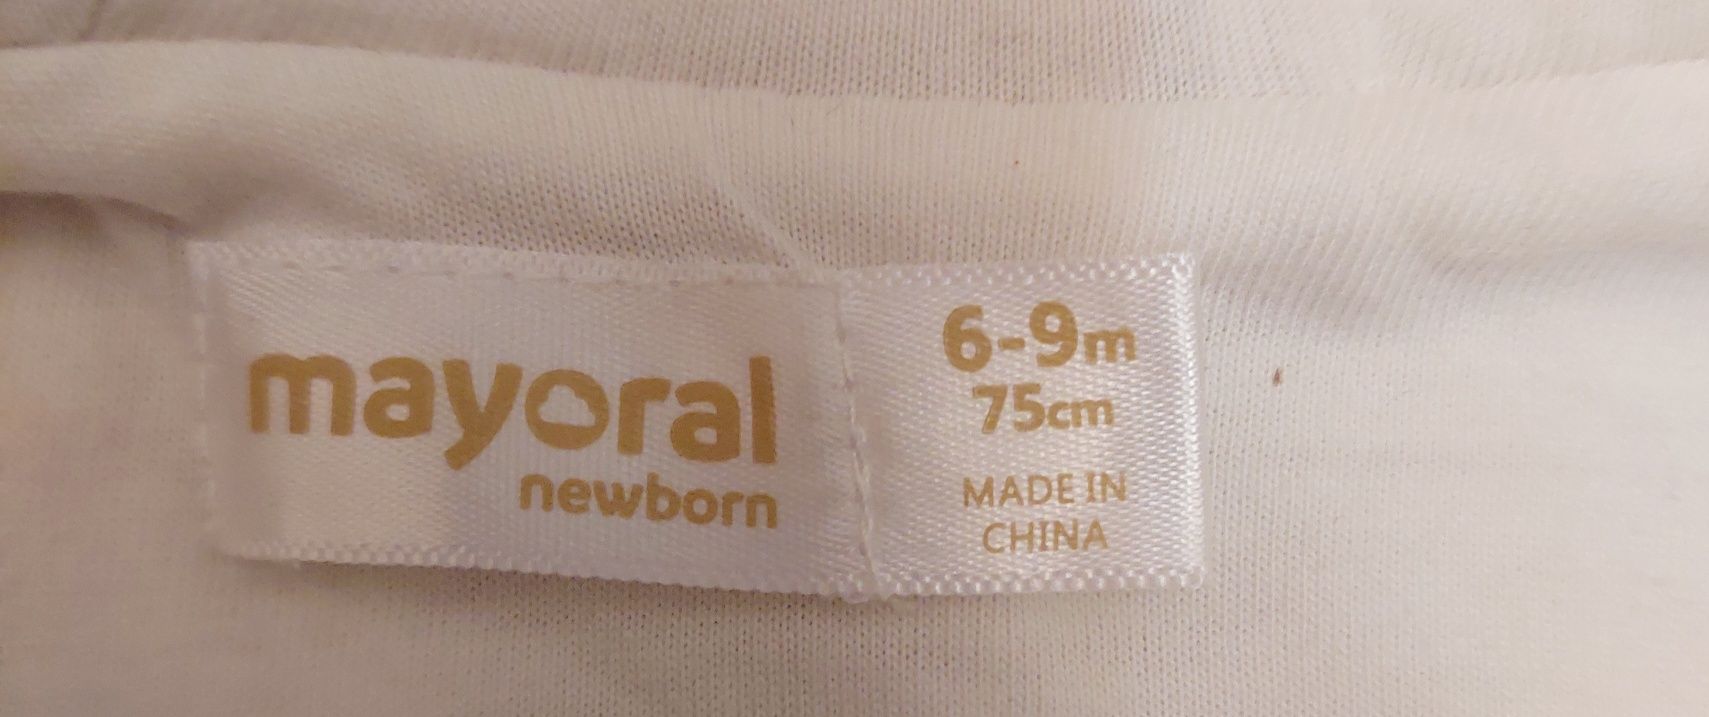 mayoral
newborn
6-9m
75cm
MADE IN
CHINA